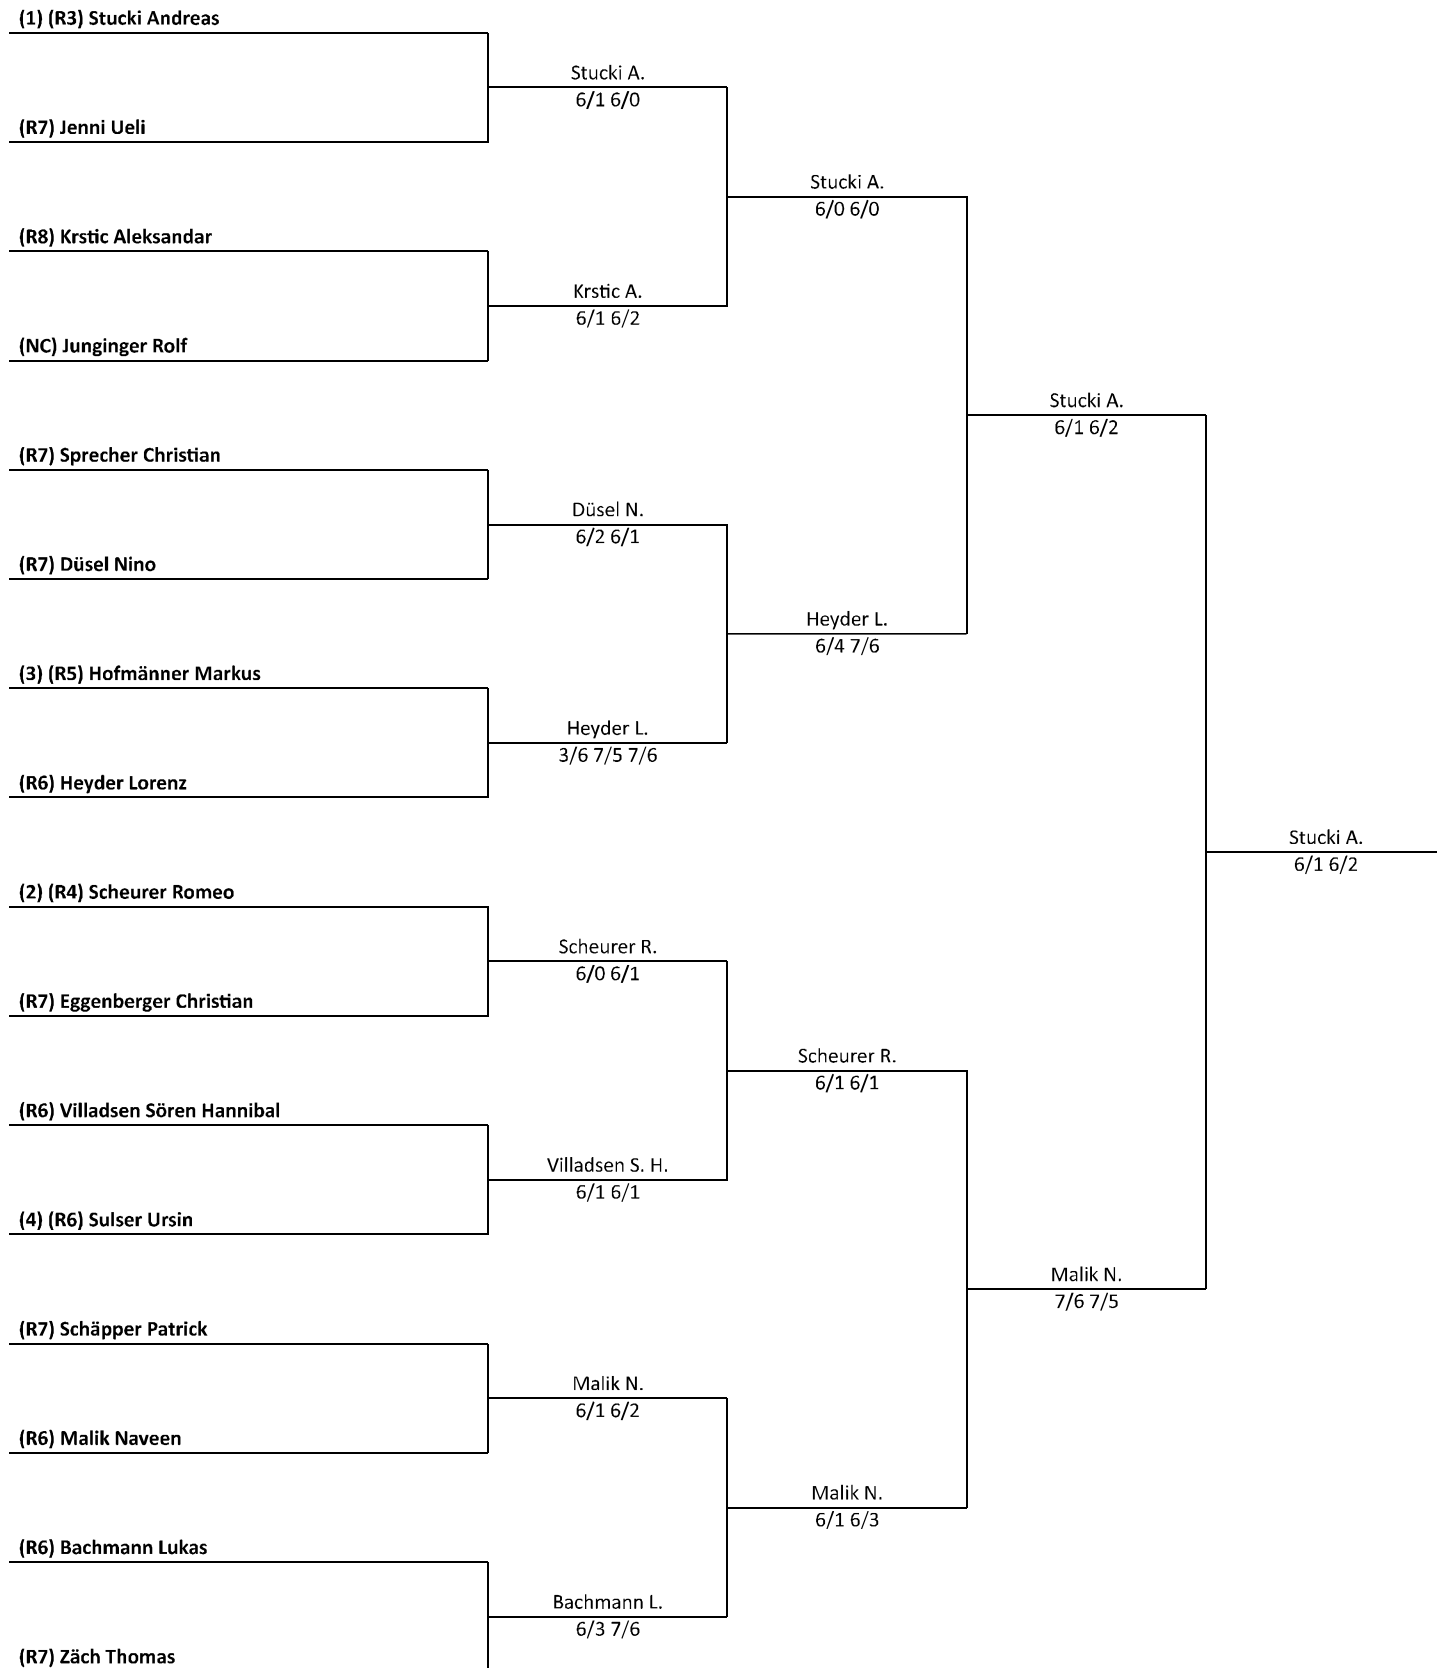 (1) (R3) Stucki Andreas
Stucki A.
6/1 6/0
(R7) Jenni Ueli
Stucki A.
6/0 6/0
(R8) Krstic Aleksandar
Krstic A.
6/1 6/2
(NC) Junginger Rolf
Stucki A.
6/1 6/2
(R7) Sprecher Christian
Düsel N.
6/2 6/1
(R7) Düsel Nino
Heyder L.
6/4 7/6
(3) (R5) Hofmänner Markus
Heyder L.
3/6 7/5 7/6
(R6) Heyder Lorenz
Stucki A.
6/1 6/2
(2) (R4) Scheurer Romeo
Scheurer R.
6/0 6/1
(R7) Eggenberger Christian
Scheurer R.
6/1 6/1
(R6) Villadsen Sören Hannibal
Villadsen S. H.
6/1 6/1
(4) (R6) Sulser Ursin
Malik N.
7/6 7/5
(R7) Schäpper Patrick
Malik N.
6/1 6/2
(R6) Malik Naveen
Malik N.
6/1 6/3
(R6) Bachmann Lukas
Bachmann L.
6/3 7/6
(R7) Zäch Thomas